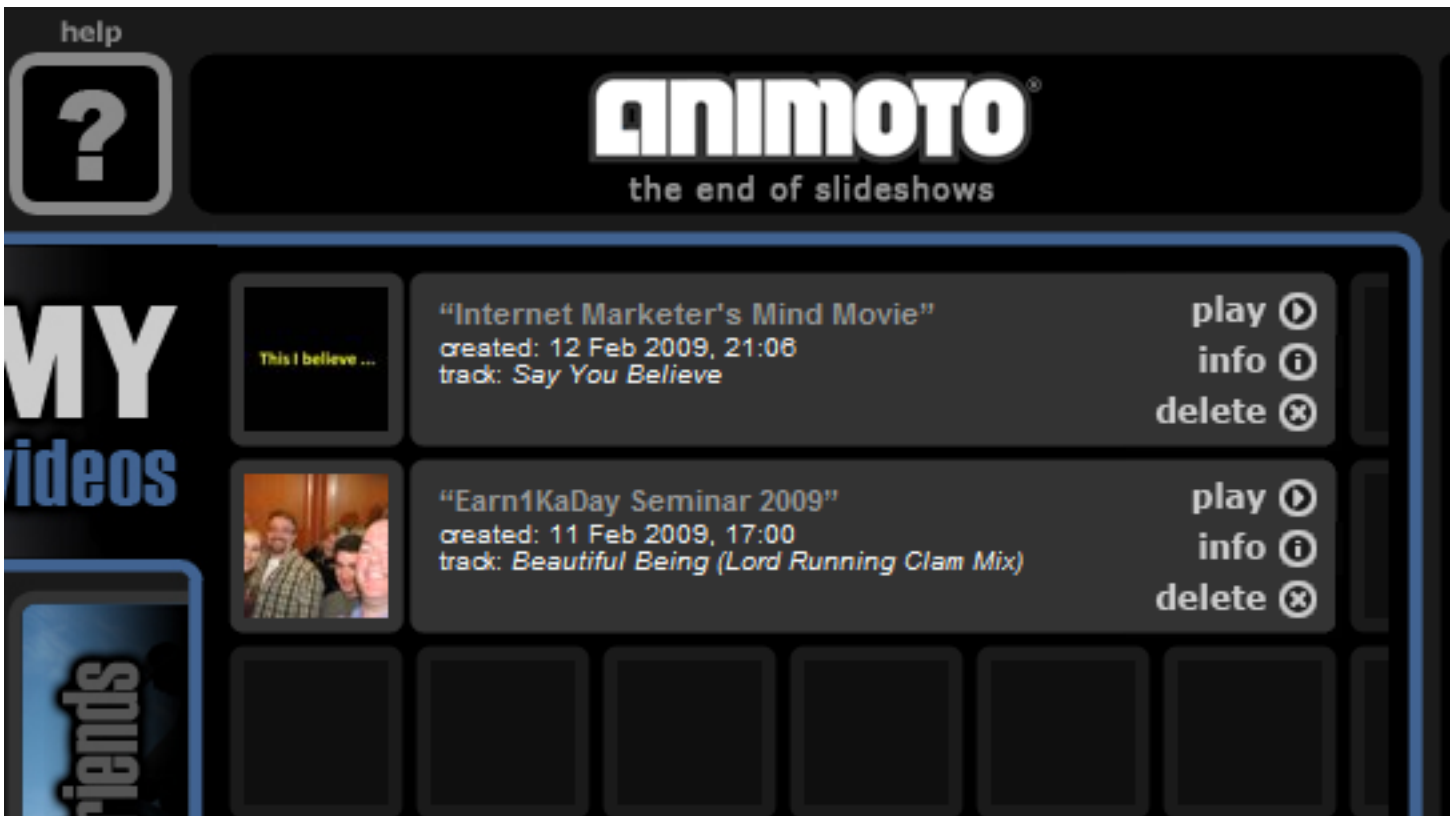 help
?
ANIMOTO®
the end of slideshows
MY
videos
“Internet Marketer's Mind Movie”
created: 12 Feb 2009, 21:06
track: Say You Believe
play
info
delete
This I believe ...
“Earn1KaDay Seminar 2009”
created: 11 Feb 2009, 17:00
track: Beautiful Being (Lord Running Clam Mix)
play
info
delete
riends